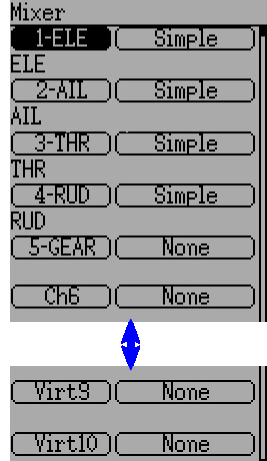 Mixer
1-ELE Simple
ELE
2-AIL Simple
AIL
3-THR Simple
THR
4-RUD Simple
RUD
5-GEAR None
Ch6 None
Virt9 None
Virt10 None